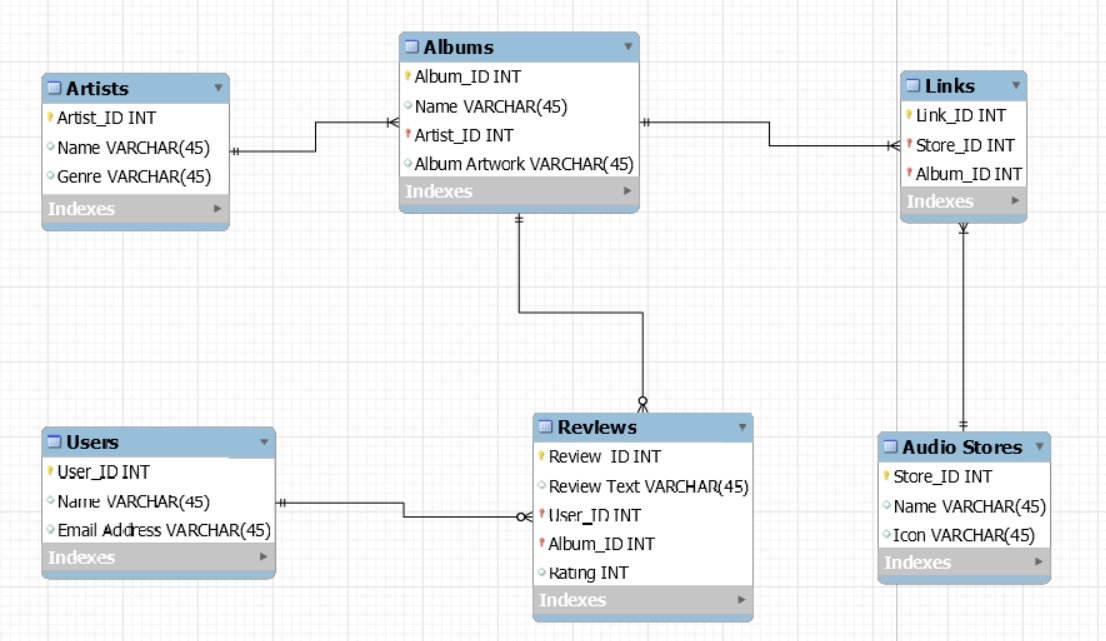 Artists
Artist_ID INT
Name VARCHAR(45)
Genre VARCHAR(45)
Indexes
Albums
Album_ID INT
Name VARCHAR(45)
Artist_ID INT
Album Artwork VARCHAR(45)
Indexes
Links
Link_ID INT
Store_ID INT
Album_ID INT
Indexes
Users
User_ID INT
Name VARCHAR(45)
Email Address VARCHAR(45)
Indexes
Reviews
Review_ID INT
Review Text VARCHAR(45)
User_ID INT
Album_ID INT
Rating INT
Indexes
Audio Stores
Store_ID INT
Name VARCHAR(45)
Icon VARCHAR(45)
Indexes